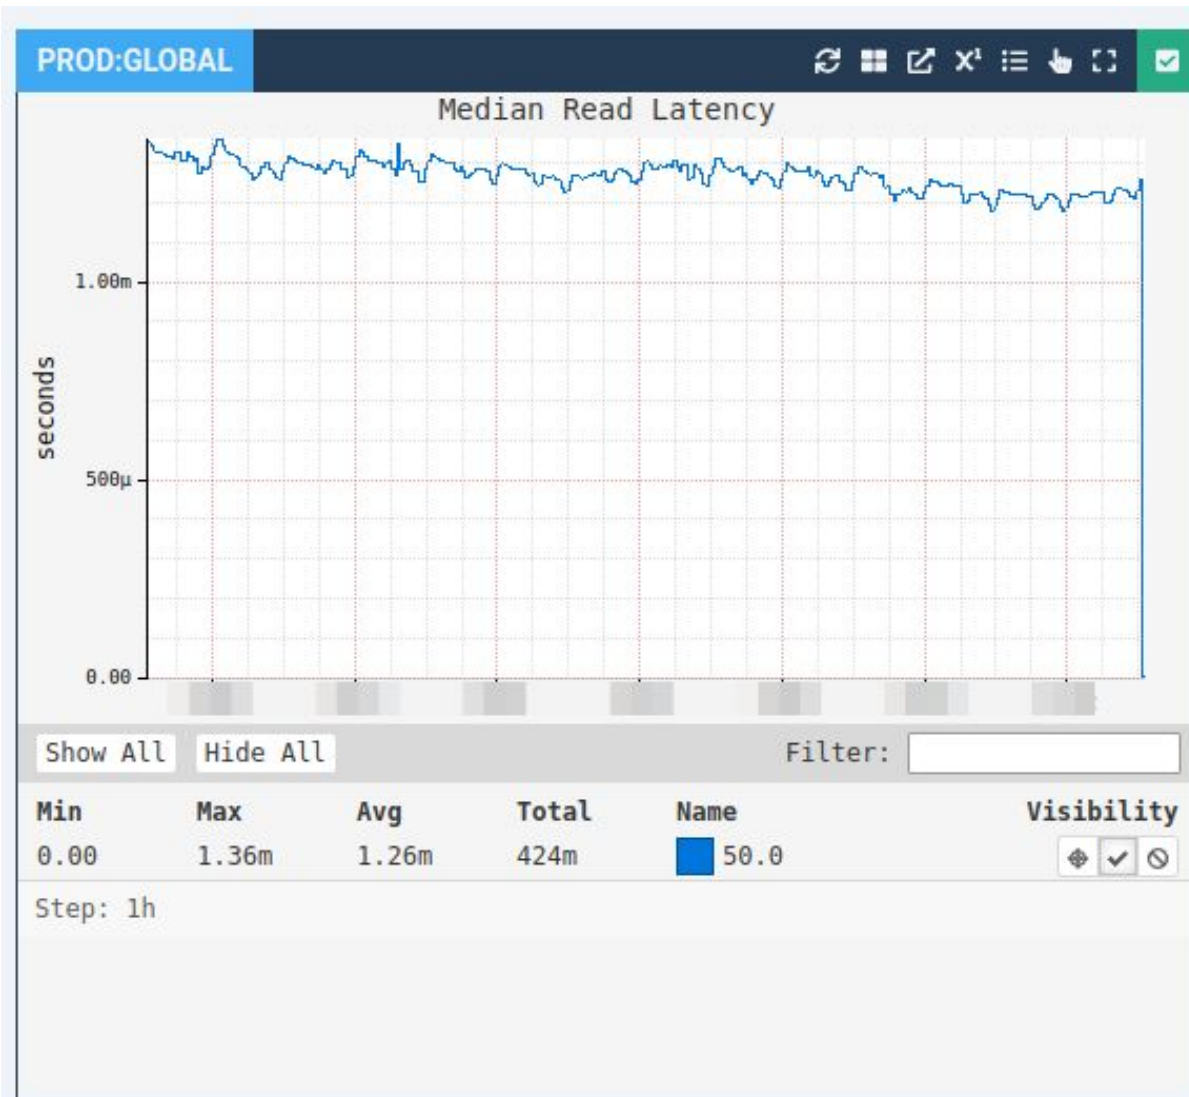 PROD:GLOBAL
Median Read Latency
1.00m
seconds
500μ
0.00
Show All Hide All Filter:
Min Max Avg Total Name Visibility
0.00 1.36m 1.26m 424m 50.0
Step: 1h